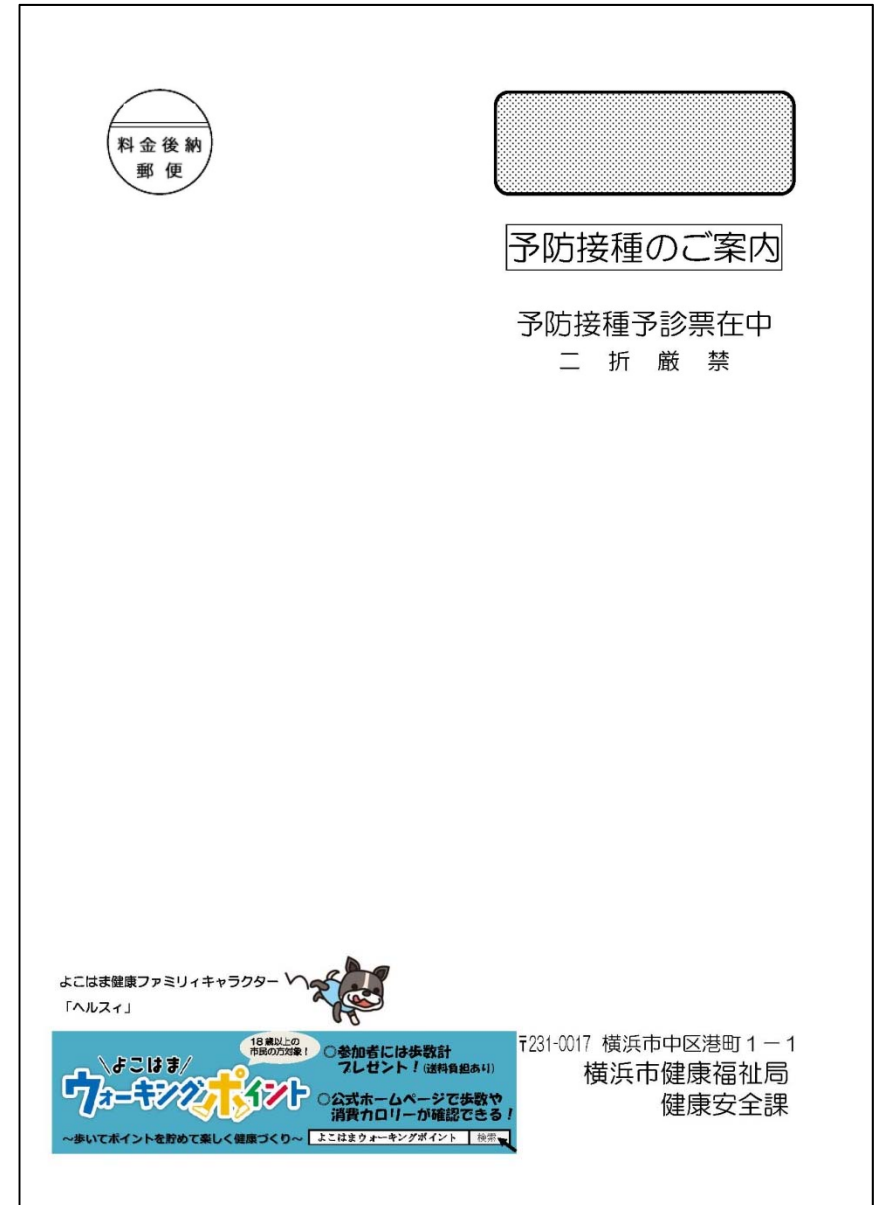 料金後納
郵便
予防接種のご案内
予防接種予診票在中
二折厳禁
よこはま健康ファミリィキャラクター
「ヘルスィ」
18歳以上の
市民の方対象！
\よこはま/
ウォーキングポイント
〜歩いてポイントを貯めて楽しく健康づくり〜
○参加者には歩数計
プレゼント！(送料負担あり)
○公式ホームページで歩数や
消費カロリーが確認できる！
よこはまウォーキングポイント 検索
〒231-0017 横浜市中区港町１－１
横浜市健康福祉局
健康安全課